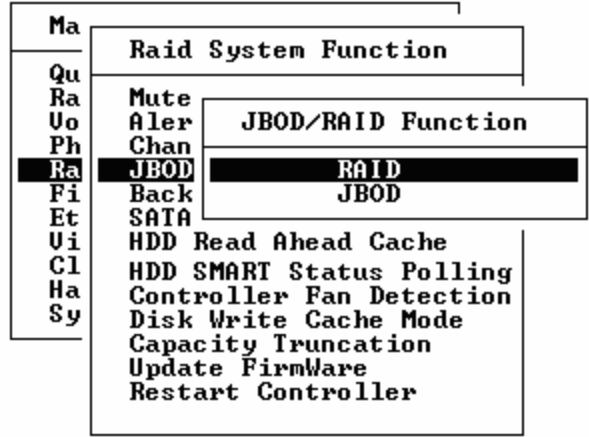 Ma
Qu
Ra
Vo
Ph
Ra
Fi
Et
Vi
Cl
Ha
Sy
Raid System Function
Mute
Aler
Chan
JBOD
Back
SATA
HDD Read Ahead Cache
HDD SMART Status Polling
Controller Fan Detection
Disk Write Cache Mode
Capacity Truncation
Update FirmWare
Restart Controller
JBOD/RAID Function
RAID
JBOD